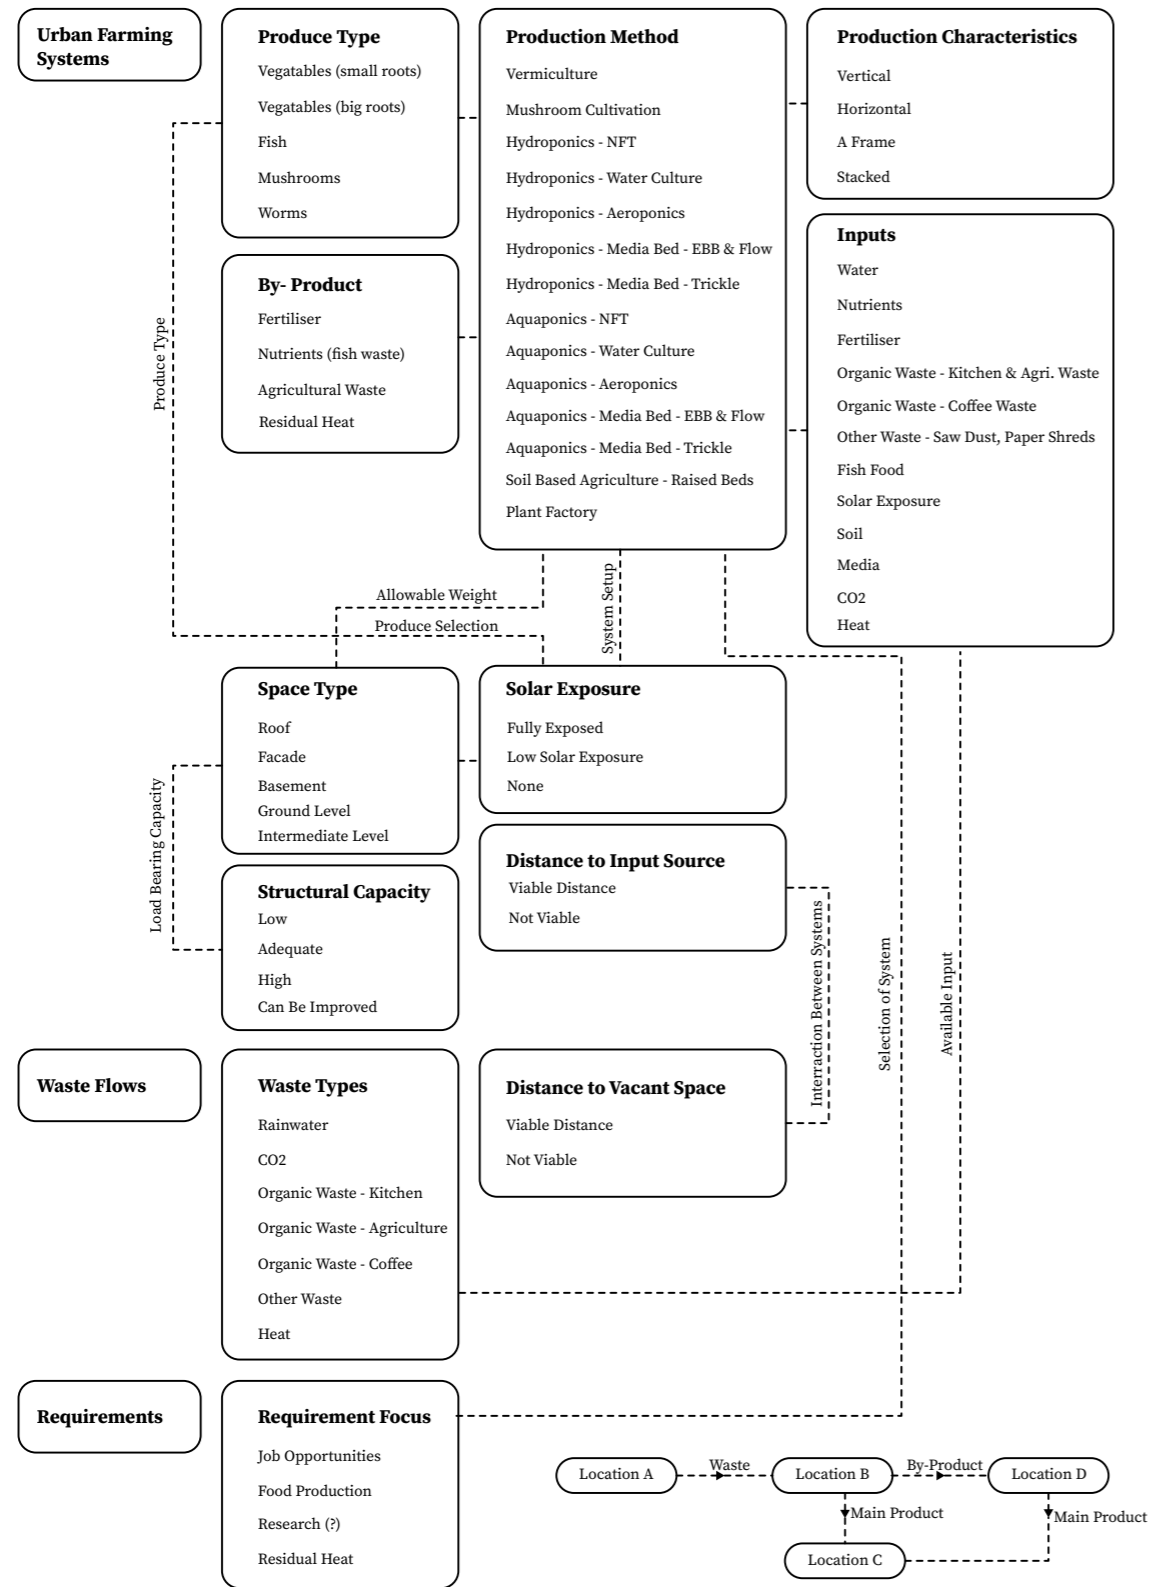 Urban Farming
Systems
Produce Type
Vegatables (small roots)
Vegatables (big roots)
Fish
Mushrooms
Worms
By- Product
Fertiliser
Nutrients (fish waste)
Agricultural Waste
Residual Heat
Production Method
Vermiculture
Mushroom Cultivation
Hydroponics - NFT
Hydroponics - Water Culture
Hydroponics - Aeroponics
Hydroponics - Media Bed - EBB & Flow
Hydroponics - Media Bed - Trickle
Aquaponics - NFT
Aquaponics - Water Culture
Aquaponics - Aeroponics
Aquaponics - Media Bed - EBB & Flow
Aquaponics - Media Bed - Trickle
Soil Based Agriculture - Raised Beds
Plant Factory
Production Characteristics
Vertical
Horizontal
A Frame
Stacked
Inputs
Water
Nutrients
Fertiliser
Organic Waste - Kitchen & Agri. Waste
Organic Waste - Coffee Waste
Other Waste - Saw Dust, Paper Shreds
Fish Food
Solar Exposure
Soil
Media
CO2
Heat
Produce Type
Allowable Weight
Produce Selection
System Setup
Space Type
Roof
Facade
Basement
Ground Level
Intermediate Level
Solar Exposure
Fully Exposed
Low Solar Exposure
None
Load Bearing Capacity
Structural Capacity
Low
Adequate
High
Can Be Improved
Distance to Input Source
Viable Distance
Not Viable
Interraction Between Systems
Selection of System
Available Input
Waste Flows
Waste Types
Rainwater
CO2
Organic Waste - Kitchen
Organic Waste - Agriculture
Organic Waste - Coffee
Other Waste
Heat
Distance to Vacant Space
Viable Distance
Not Viable
Requirements
Requirement Focus
Job Opportunities
Food Production
Research (?)
Residual Heat
Location A
Waste
Location B
By-Product
Location D
Main Product
Main Product
Location C